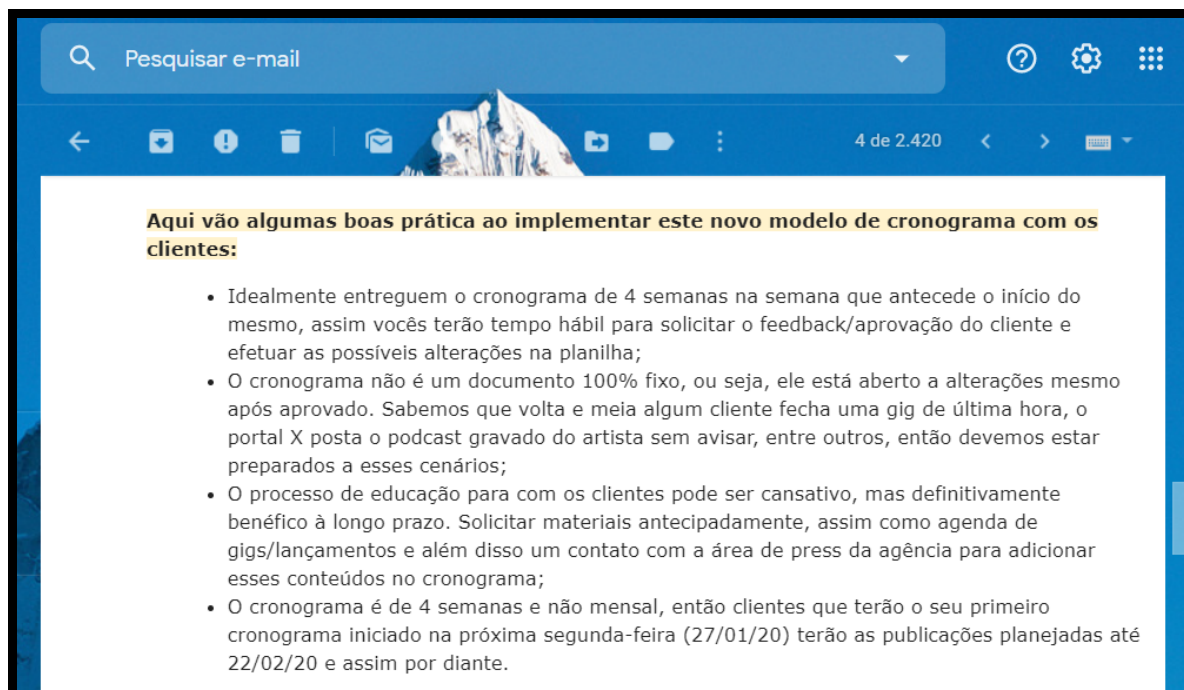 Pesquisar e-mail
4 de 2.420
Aqui vão algumas boas prática ao implementar este novo modelo de cronograma com os
clientes:
• Idealmente entreguem o cronograma de 4 semanas na semana que antecede o início do
mesmo, assim vocês terão tempo hábil para solicitar o feedback/aprovação do cliente e
efetuar as possíveis alterações na planilha;
• O cronograma não é um documento 100% fixo, ou seja, ele está aberto a alterações mesmo
após aprovado. Sabemos que volta e meia algum cliente fecha uma gig de última hora, o
portal X posta o podcast gravado do artista sem avisar, entre outros, então devemos estar
preparados a esses cenários;
• O processo de educação para com os clientes pode ser cansativo, mas definitivamente
benéfico à longo prazo. Solicitar materiais antecipadamente, assim como agenda de
gigs/lançamentos e além disso um contato com a área de press da agência para adicionar
esses conteúdos no cronograma;
• O cronograma é de 4 semanas e não mensal, então clientes que terão o seu primeiro
cronograma iniciado na próxima segunda-feira (27/01/20) terão as publicações planejadas até
22/02/20 e assim por diante.